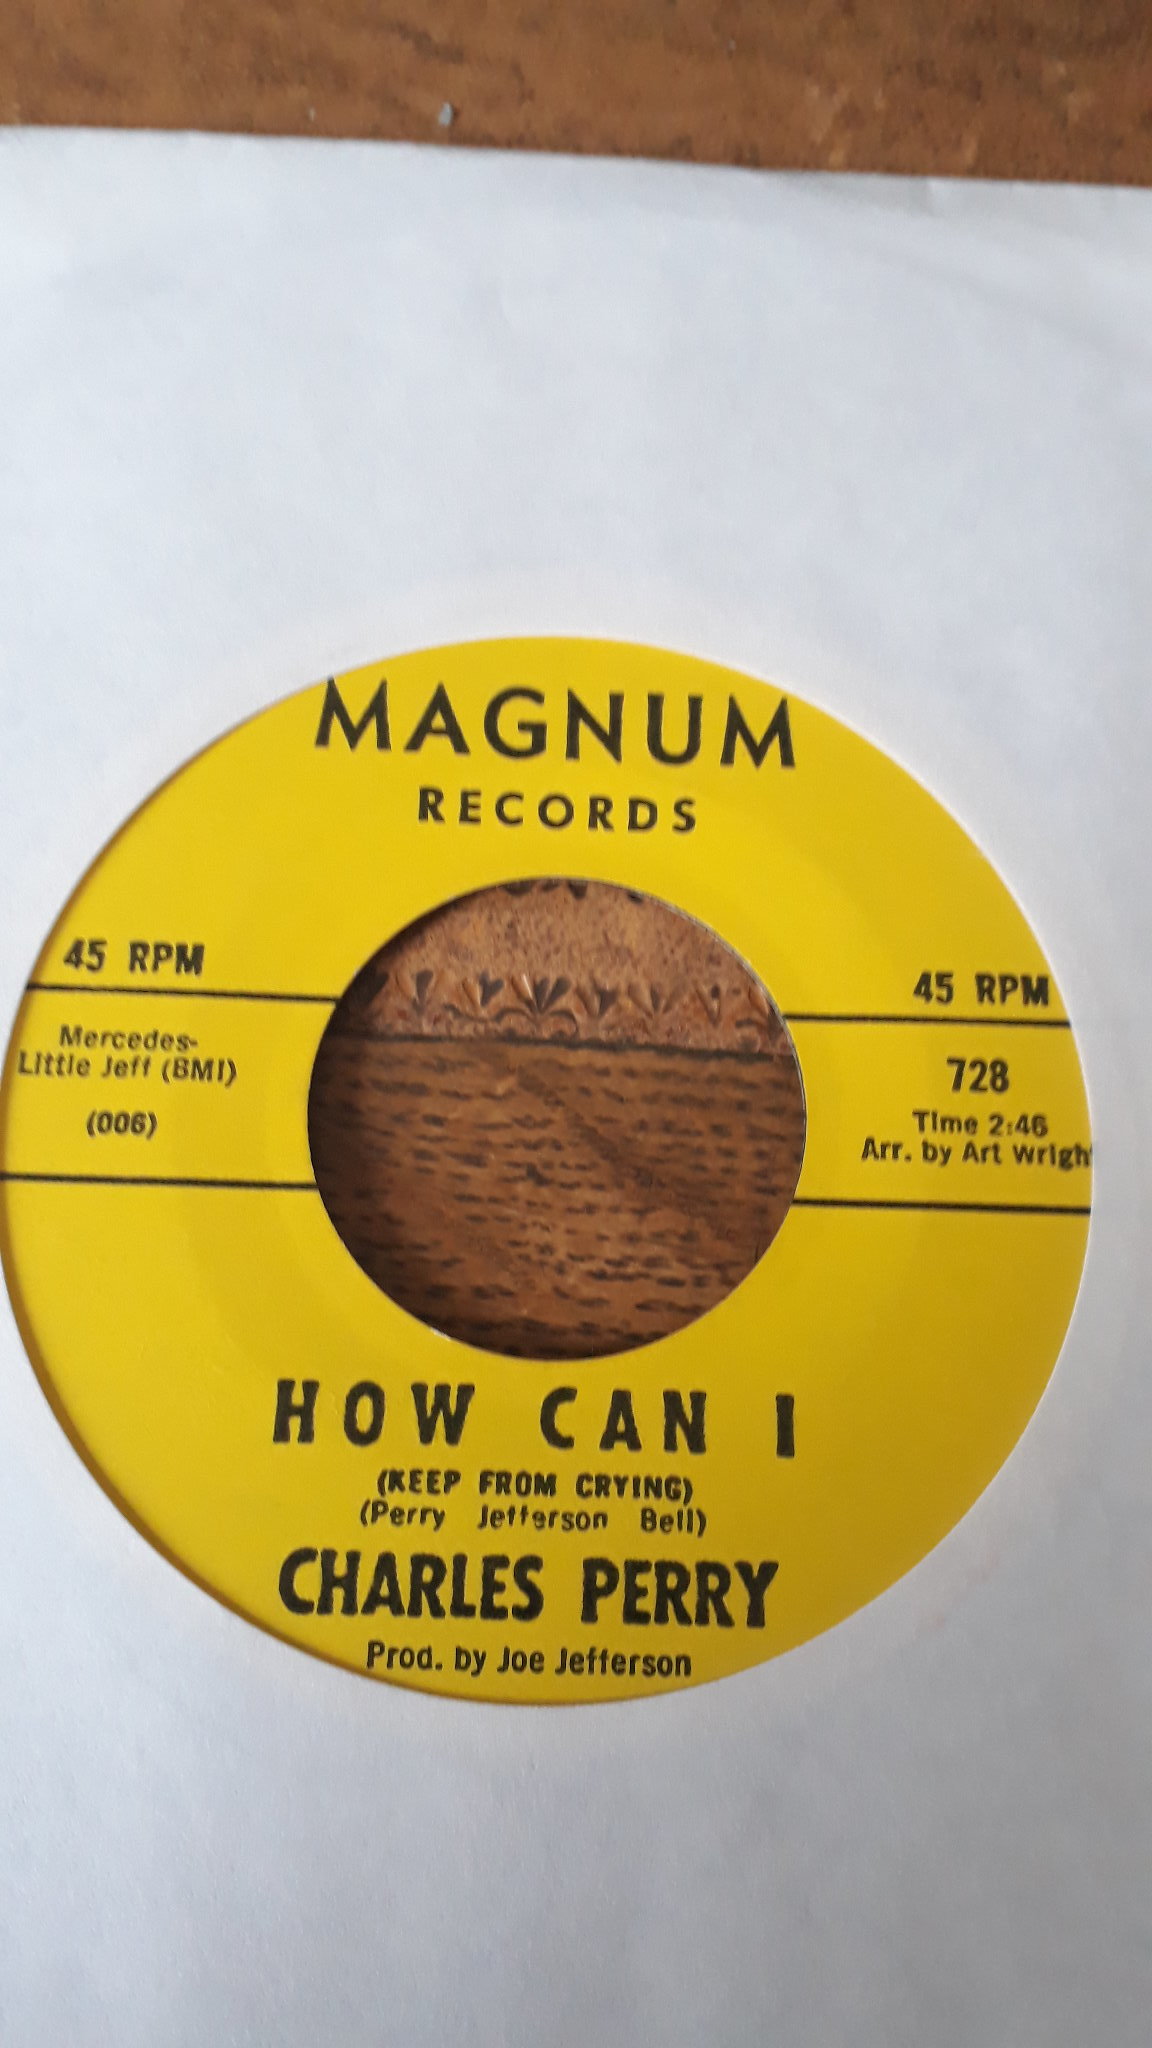 MAGNUM
RECORDS
45 RPM
Mercedes-
Little Jeff (BMI)
(006)
45 RPM
728
Time 2:46
Arr. by Art Wright
HOW CAN I
(KEEP FROM CRYING)
(Perry Jefferson Bell)
CHARLES PERRY
Prod. by Joe Jefferson